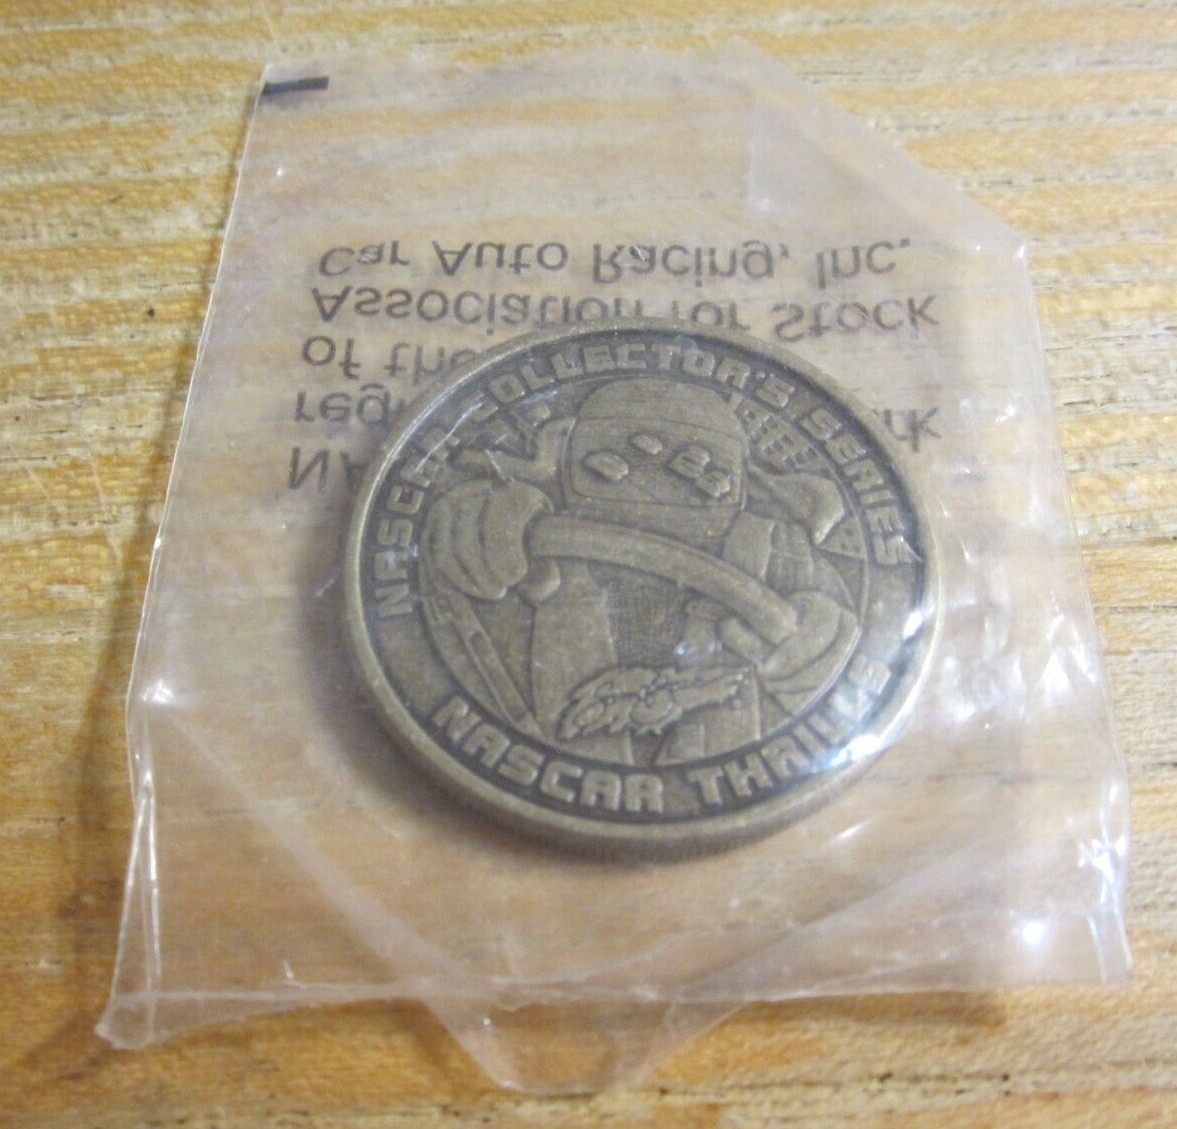 Car Auto Racing, Inc.
Association for Stock
of the
NASCAR COLLECTOR'S SERIES
NASCAR THRILLS